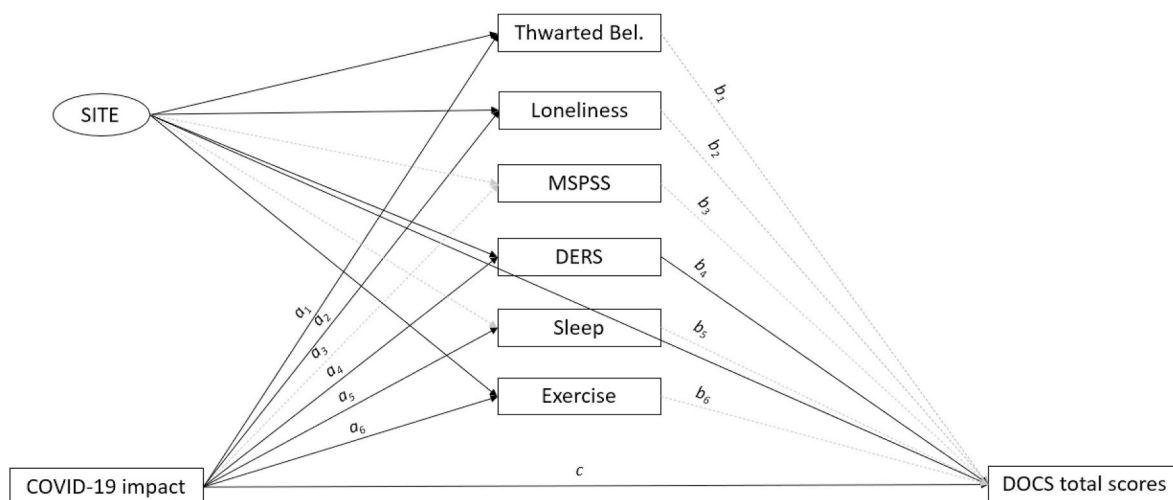 Thwarted Bel.
SITE
Loneliness
MSPSS
DERS
Sleep
Exercise
b₁
b₂
b₃
b₄
b₅
b₆
a₁
a₂
a₃
a₄
a₅
a₆
c
COVID-19 impact
DOCS total scores